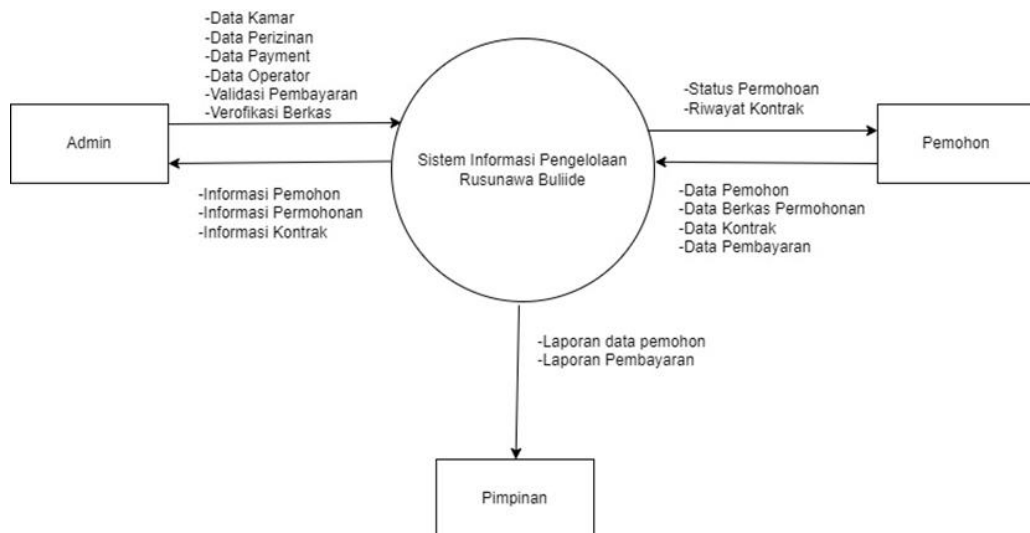 -Data Kamar
-Data Perizinan
-Data Payment
-Data Operator
-Validasi Pembayaran
-Verofikasi Berkas
Admin
-Informasi Pemohon
-Informasi Permohonan
-Informasi Kontrak
Sistem Informasi Pengelolaan
Rusunawa Buliide
-Status Permohoan
-Riwayat Kontrak
Pemohon
-Data Pemohon
-Data Berkas Permohonan
-Data Kontrak
-Data Pembayaran
-Laporan data pemohon
-Laporan Pembayaran
Pimpinan